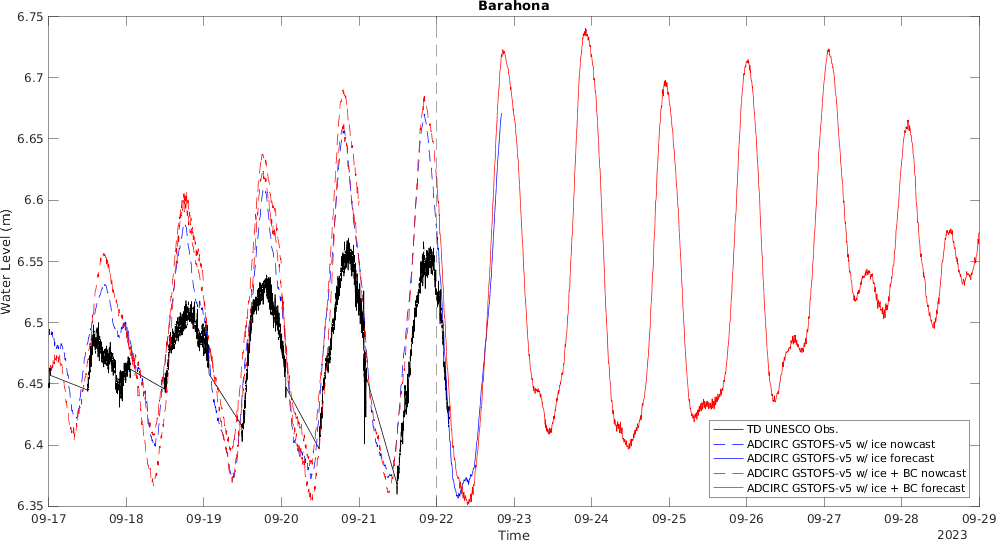 Barahona
6.75
6.7
6.65
6.6
6.55
6.5
6.45
6.4
6.35
Water Level (m)
TD UNESCO Obs.
ADCIRC GSTOFS-v5 w/ ice nowcast
ADCIRC GSTOFS-v5 w/ ice forecast
ADCIRC GSTOFS-v5 w/ ice + BC nowcast
ADCIRC GSTOFS-v5 w/ ice + BC forecast
09-17 09-18 09-19 09-20 09-21 09-22 09-23 09-24 09-25 09-26 09-27 09-28 09-29
Time
2023